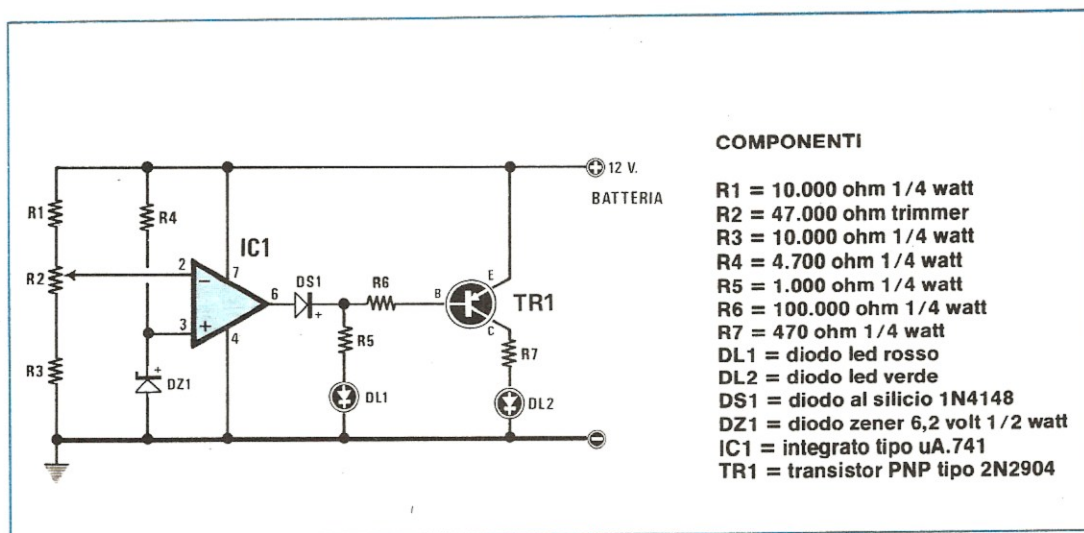 R1
R2
R3
R4
DZ1
IC1
2
3
7
4
6
DS1
+
R6
R5
DL1
B
E
C
TR1
R7
DL2
12 V.
BATTERIA
COMPONENTI
R1 = 10.000 ohm 1/4 watt
R2 = 47.000 ohm trimmer
R3 = 10.000 ohm 1/4 watt
R4 = 4.700 ohm 1/4 watt
R5 = 1.000 ohm 1/4 watt
R6 = 100.000 ohm 1/4 watt
R7 = 470 ohm 1/4 watt
DL1 = diodo led rosso
DL2 = diodo led verde
DS1 = diodo al silicio 1N4148
DZ1 = diodo zener 6,2 volt 1/2 watt
IC1 = integrato tipo uA.741
TR1 = transistor PNP tipo 2N2904